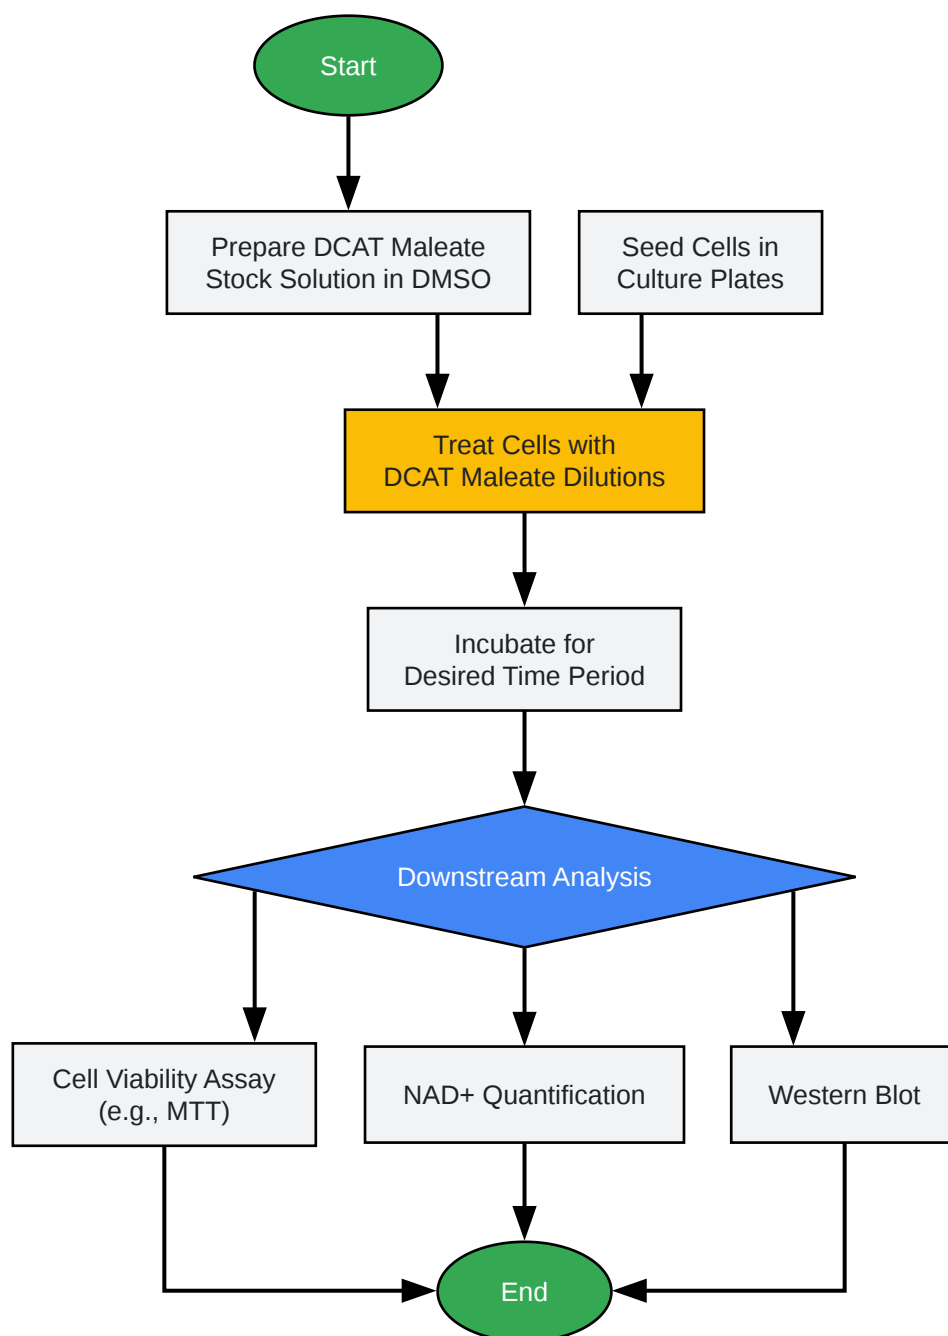 Start
Prepare DCAT Maleate
Stock Solution in DMSO
Seed Cells in
Culture Plates
Treat Cells with
DCAT Maleate Dilutions
Incubate for
Desired Time Period
Downstream Analysis
Cell Viability Assay
(e.g., MTT)
NAD+ Quantification
Western Blot
End